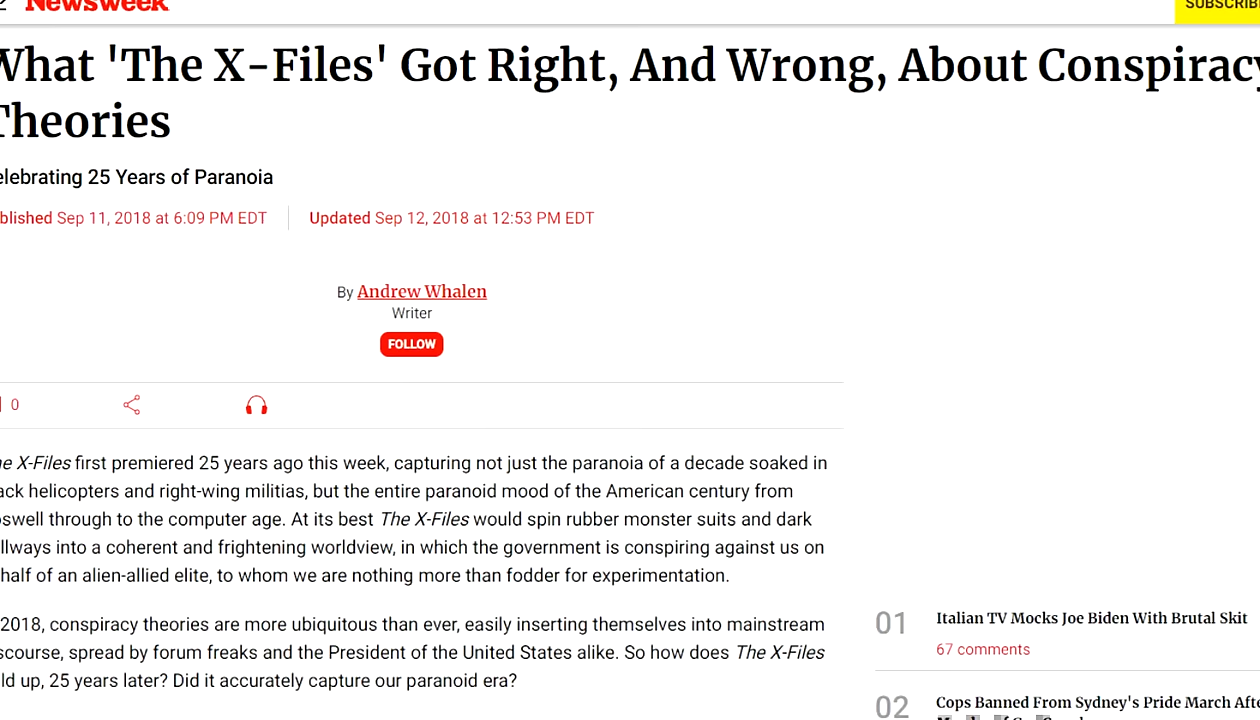 Newsweek
SUBSCRIB
What 'The X-Files' Got Right, And Wrong, About Conspiracy
Theories
elebrating 25 Years of Paranoia
blished Sep 11, 2018 at 6:09 PM EDT
Updated Sep 12, 2018 at 12:53 PM EDT
By Andrew Whalen
Writer
FOLLOW
0
e X-Files first premiered 25 years ago this week, capturing not just the paranoia of a decade soaked in
ack helicopters and right-wing militias, but the entire paranoid mood of the American century from
swell through to the computer age. At its best The X-Files would spin rubber monster suits and dark
llways into a coherent and frightening worldview, in which the government is conspiring against us on
half of an alien-allied elite, to whom we are nothing more than fodder for experimentation.
2018, conspiracy theories are more ubiquitous than ever, easily inserting themselves into mainstream
scourse, spread by forum freaks and the President of the United States alike. So how does The X-Files
ld up, 25 years later? Did it accurately capture our paranoid era?
01
Italian TV Mocks Joe Biden With Brutal Skit
67 comments
02
Cops Banned From Sydney's Pride March Afte